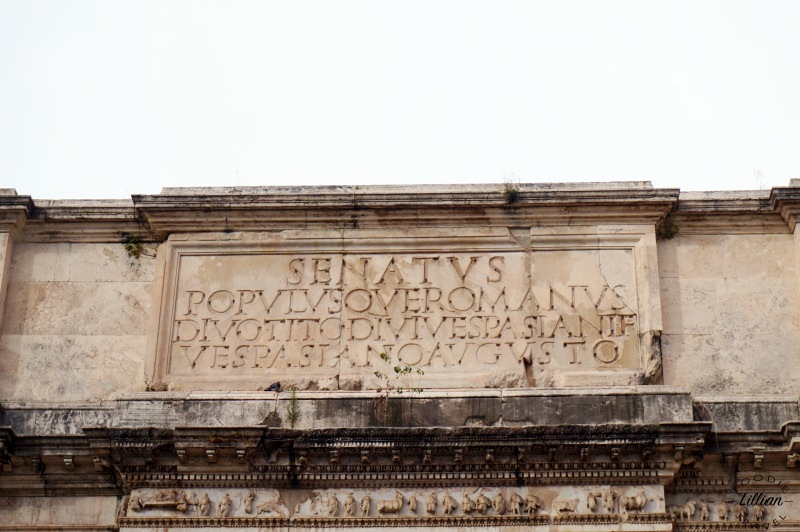 SENATVS
POPVLVSQVEROMANVS
DIVOTITODIVIVESPASIANIF
VESPASIANOAVGVSTO
Lillian